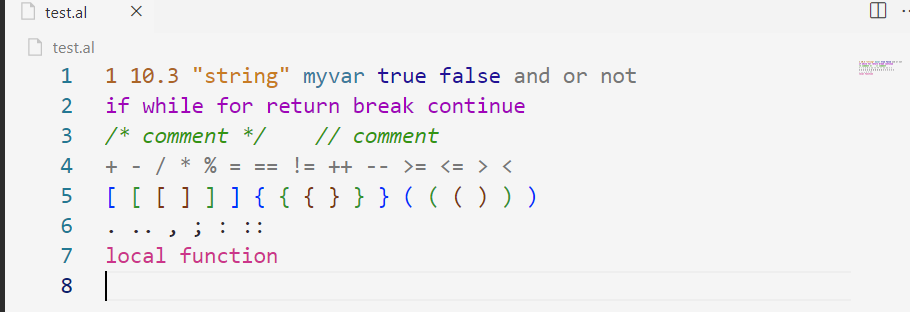 test.al
test.al
1 1 10.3 "string" myvar true false and or not
2 if while for return break continue
3 /* comment */    // comment
4 + - / * % = == != ++ -- >= <= > <
5 [ [ [ ] ] ] { { { } } } ( ( ( ) ) )
6 . .. , ; : ::
7 local function
8